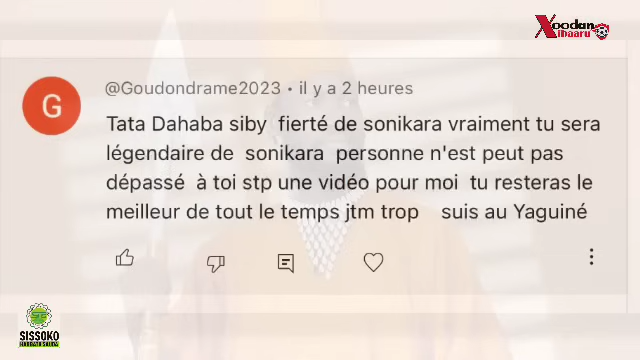 Xoodan
Xibaaru
G
@Goudondrame2023 • il y a 2 heures
Tata Dahaba siby fierté de sonikara vraiment tu sera
légendaire de sonikara personne n'est peut pas
dépassé à toi stp une vidéo pour moi tu resteras le
meilleur de tout le temps jtm trop suis au Yaguiné
SISSOKO